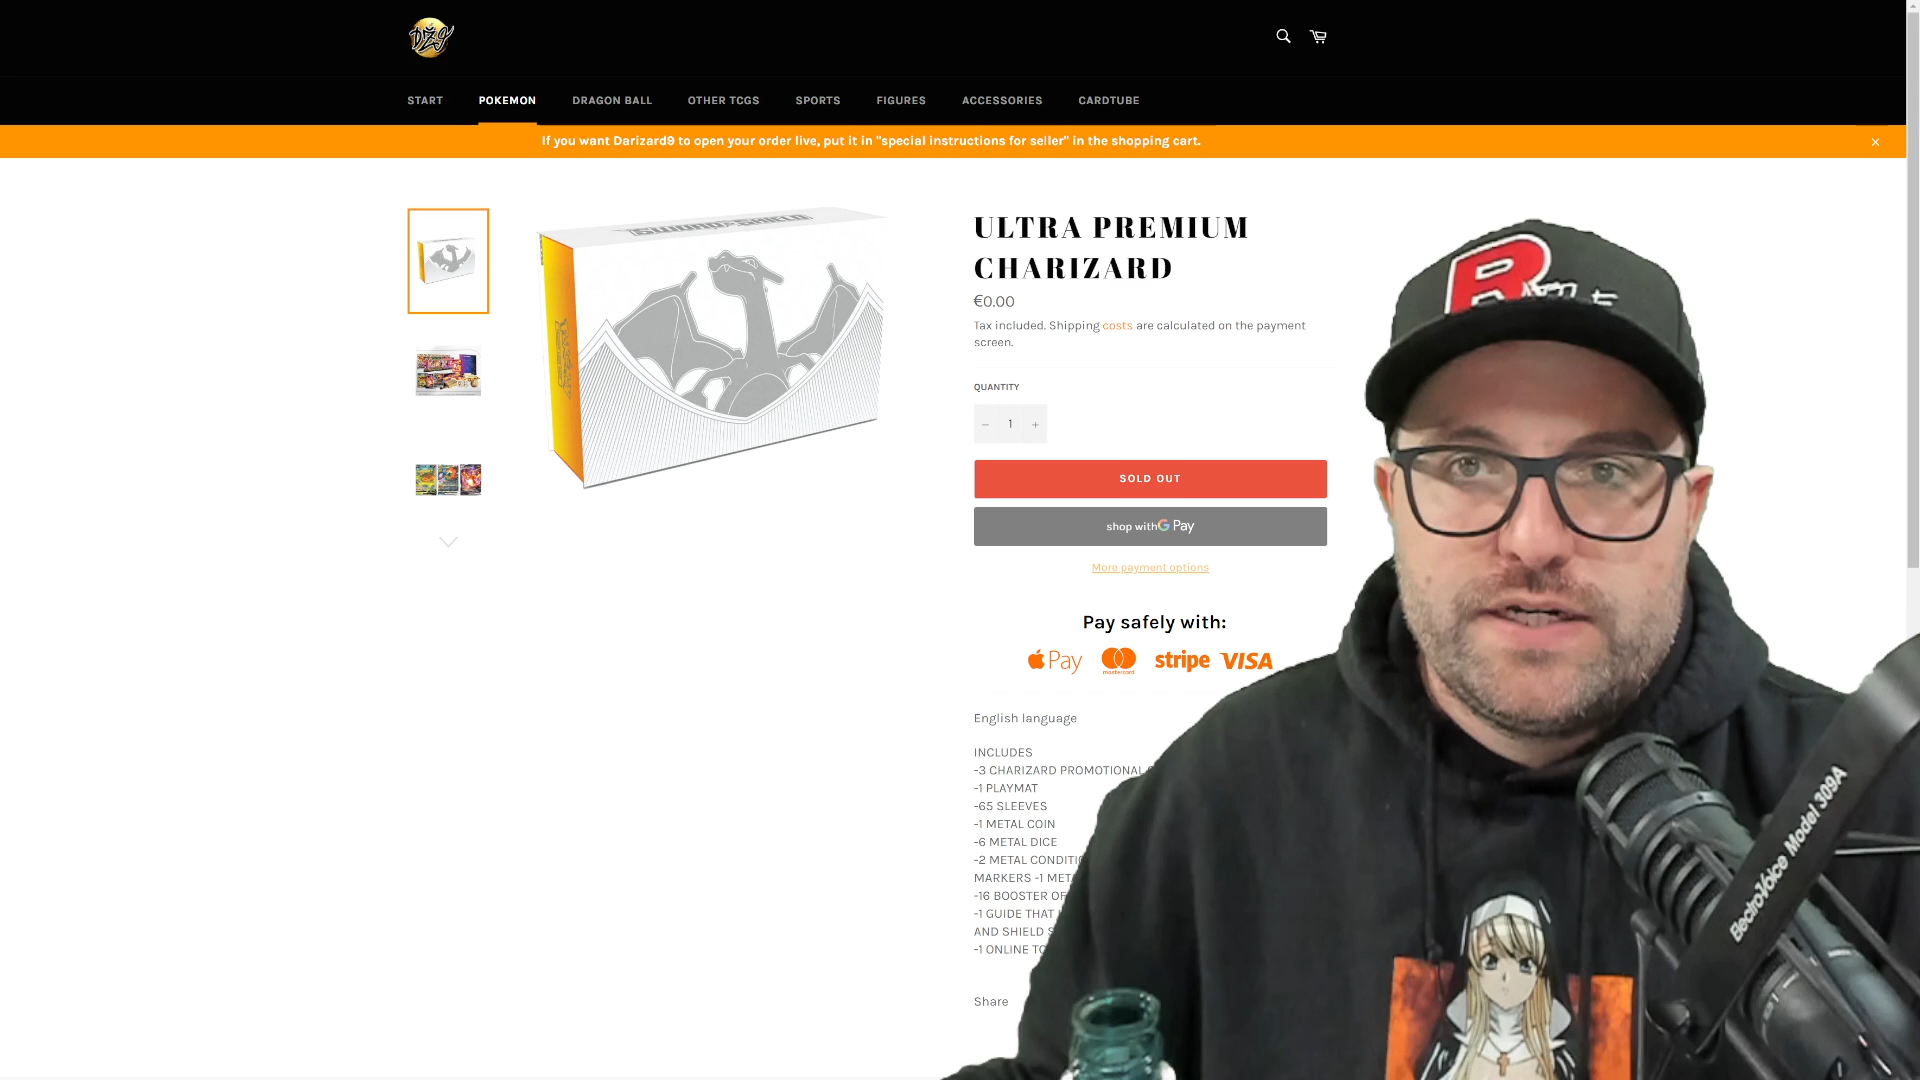 DZ9
START
POKEMON
DRAGON BALL
OTHER TCGS
SPORTS
FIGURES
ACCESSORIES
CARDTUBE
If you want Darizard9 to open your order live, put it in "special instructions for seller" in the shopping cart.
ULTRA PREMIUM
CHARIZARD
€0.00
Tax included. Shipping costs are calculated on the payment
screen.
QUANTITY
− 1 +
SOLD OUT
shop with G Pay
More payment options
Pay safely with:
Pay
mastercard
stripe
VISA
English language
INCLUDES
-3 CHARIZARD PROMOTIONAL
-1 PLAYMAT
-65 SLEEVES
-1 METAL COIN
-6 METAL DICE
-2 METAL
MARKERS -1
-16 BOOSTER
-1 GUIDE THAT
AND SHIELD
-1 ONLINE
Share
R
ElectroVoice Model 309A